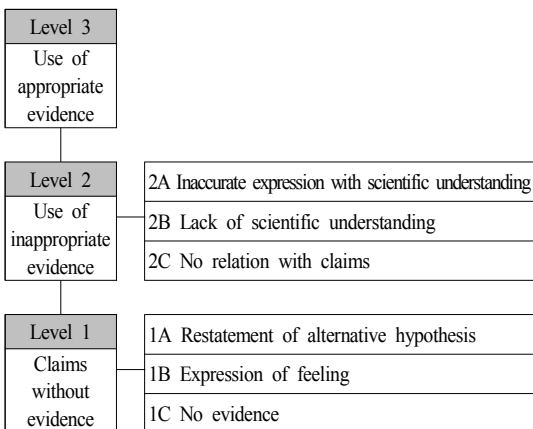 Level 3
Use of
appropriate
evidence
Level 2
Use of
inappropriate
evidence
2A Inaccurate expression with scientific understanding
2B Lack of scientific understanding
2C No relation with claims
Level 1
Claims
without
evidence
1A Restatement of alternative hypothesis
1B Expression of feeling
1C No evidence